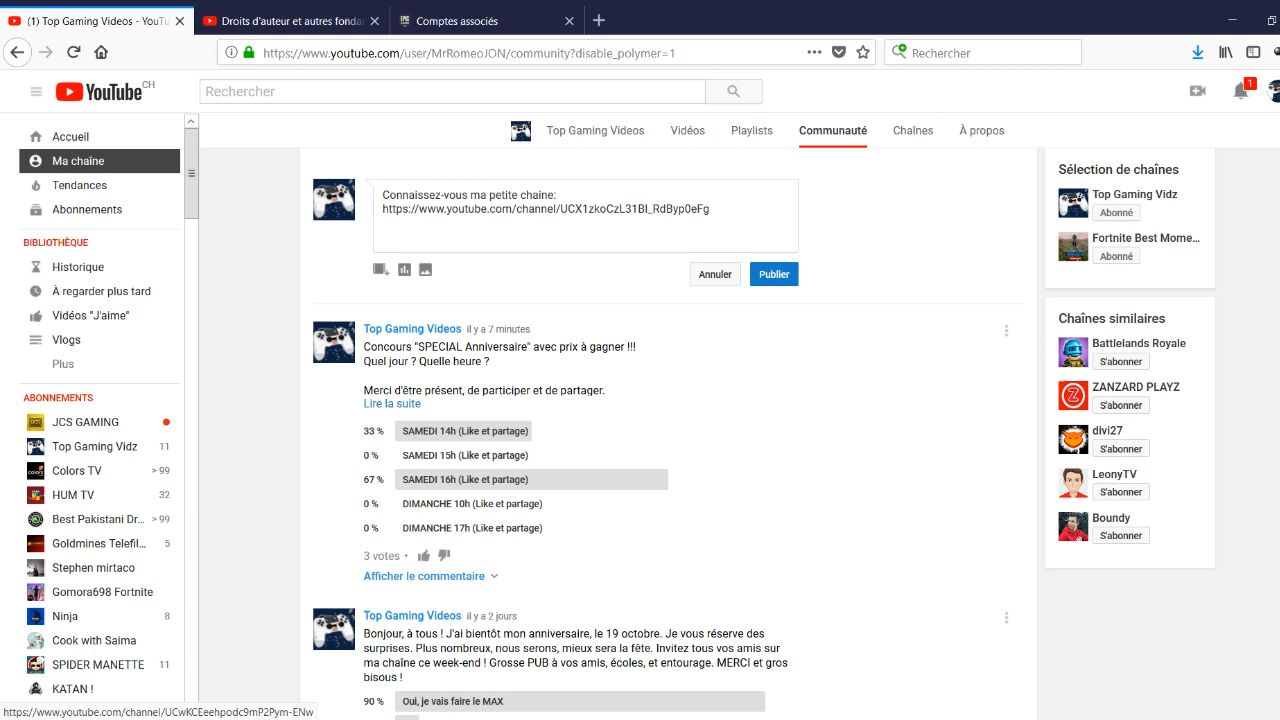 (1) Top Gaming Videos - YouTu
Droits d'auteur et autres fonda
Comptes associés
https://www.youtube.com/user/MrRomeoJON/community?disable_polymer=1
Rechercher
YouTube CH
Rechercher
1
Accueil
Ma chaîne
Tendances
Abonnements
BIBLIOTHÈQUE
Historique
À regarder plus tard
Vidéos "J'aime"
Vlogs
Plus
ABONNEMENTS
JCS GAMING
Top Gaming Vidz 11
Colors TV > 99
HUM TV 32
Best Pakistani Dr... > 99
Goldmines Telefil... 5
Stephen mirtaco
Gomora698 Fortnite
Ninja 8
Cook with Saima
SPIDER MANETTE 11
KATAN !
https://www.youtube.com/channel/UCwKCEeehpodc9mP2Pym-ENw
Top Gaming Videos Vidéos Playlists Communauté Chaînes À propos
Connaissez-vous ma petite chaine:
https://www.youtube.com/channel/UCX1zkoCzL31Bl_RdByp0eFg
Annuler Publier
Top Gaming Videos il y a 7 minutes
Concours "SPECIAL Anniversaire" avec prix à gagner !!!
Quel jour ? Quelle heure ?
Merci d'être présent, de participer et de partager.
Lire la suite
33 % SAMEDI 14h (Like et partage)
0 % SAMEDI 15h (Like et partage)
67 % SAMEDI 16h (Like et partage)
0 % DIMANCHE 10h (Like et partage)
0 % DIMANCHE 17h (Like et partage)
3 votes •
Afficher le commentaire
Top Gaming Videos il y a 2 jours
Bonjour, à tous ! J'ai bientôt mon anniversaire, le 19 octobre. Je vous réserve des
surprises. Plus nombreux, nous serons, mieux sera la fête. Invitez tous vos amis sur
ma chaîne ce week-end ! Grosse PUB à vos amis, écoles, et entourage. MERCI et gros
bisous !
90 % Oui, je vais faire le MAX
Sélection de chaînes
Top Gaming Vidz
Abonné
Fortnite Best Mome...
Abonné
Chaînes similaires
Battlelands Royale
S'abonner
ZANZARD PLAYZ
S'abonner
divi27
S'abonner
LeonyTV
S'abonner
Boundy
S'abonner